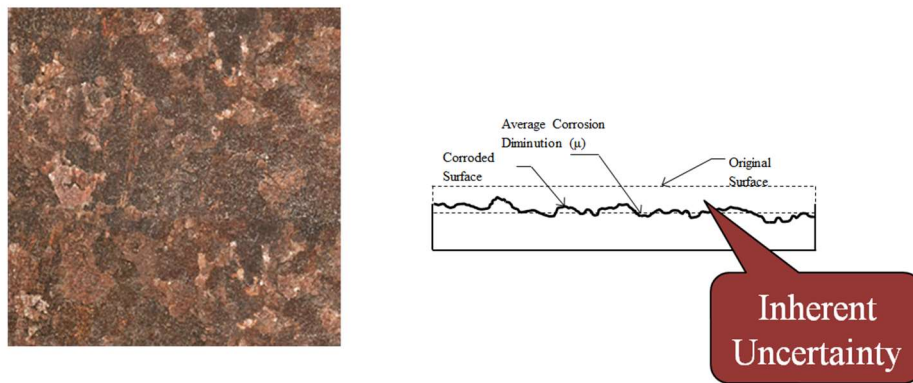 Average Corrosion
Diminution (μ)
Corroded
Surface
Original
Surface
Inherent
Uncertainty